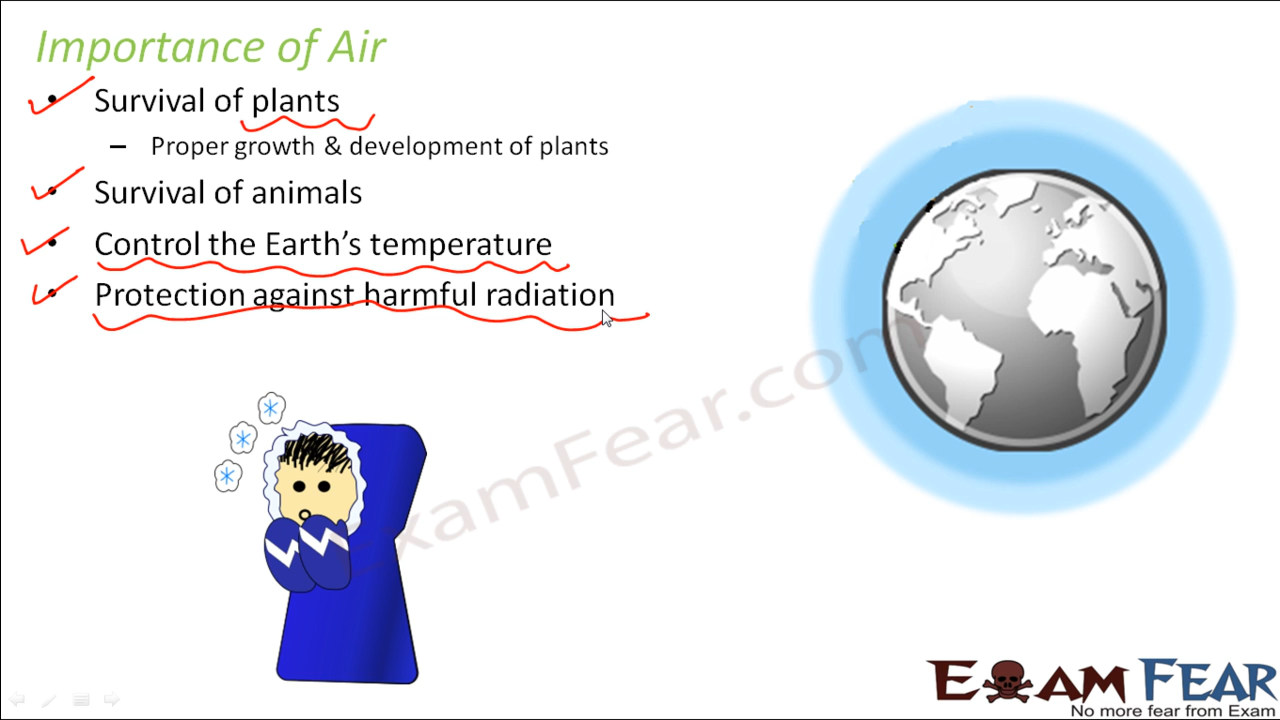 Importance of Air
• Survival of plants
– Proper growth & development of plants
• Survival of animals
• Control the Earth's temperature
• Protection against harmful radiation
ExamFear.com
EXAM FEAR
No more fear from Exam